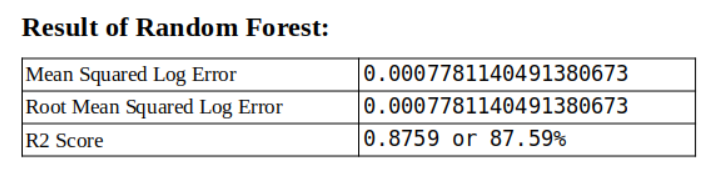 Result of Random Forest:
Mean Squared Log Error 0.0007781140491380673
Root Mean Squared Log Error 0.0007781140491380673
R2 Score 0.8759 or 87.59%